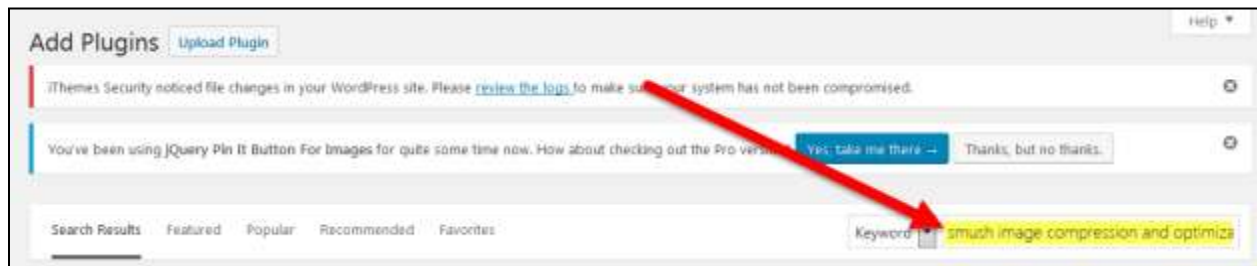 Help
Add Plugins Upload Plugin
iThemes Security noticed file changes in your WordPress site. Please review the logs to make sure your system has not been compromised.
You've been using jQuery Pin It Button For Images for quite some time now. How about checking out the Pro version? Yes, take me there → Thanks, but no thanks.
Search Results Featured Popular Recommended Favorites Keyword smush image compression and optimiza